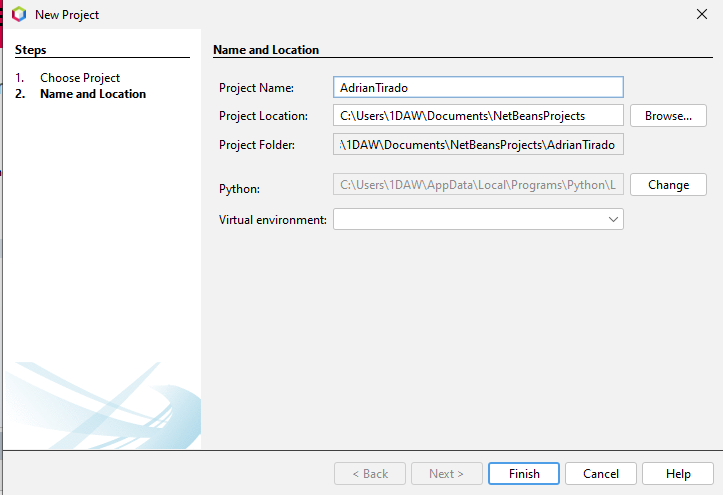 New Project
Steps
1. Choose Project
2. Name and Location
Name and Location
Project Name: AdrianTirado
Project Location: C:\Users\1DAW\Documents\NetBeansProjects Browse...
Project Folder: :\1DAW\Documents\NetBeansProjects\AdrianTirado
Python: C:\Users\1DAW\AppData\Local\Programs\Python\L Change
Virtual environment:
< Back Next > Finish Cancel Help